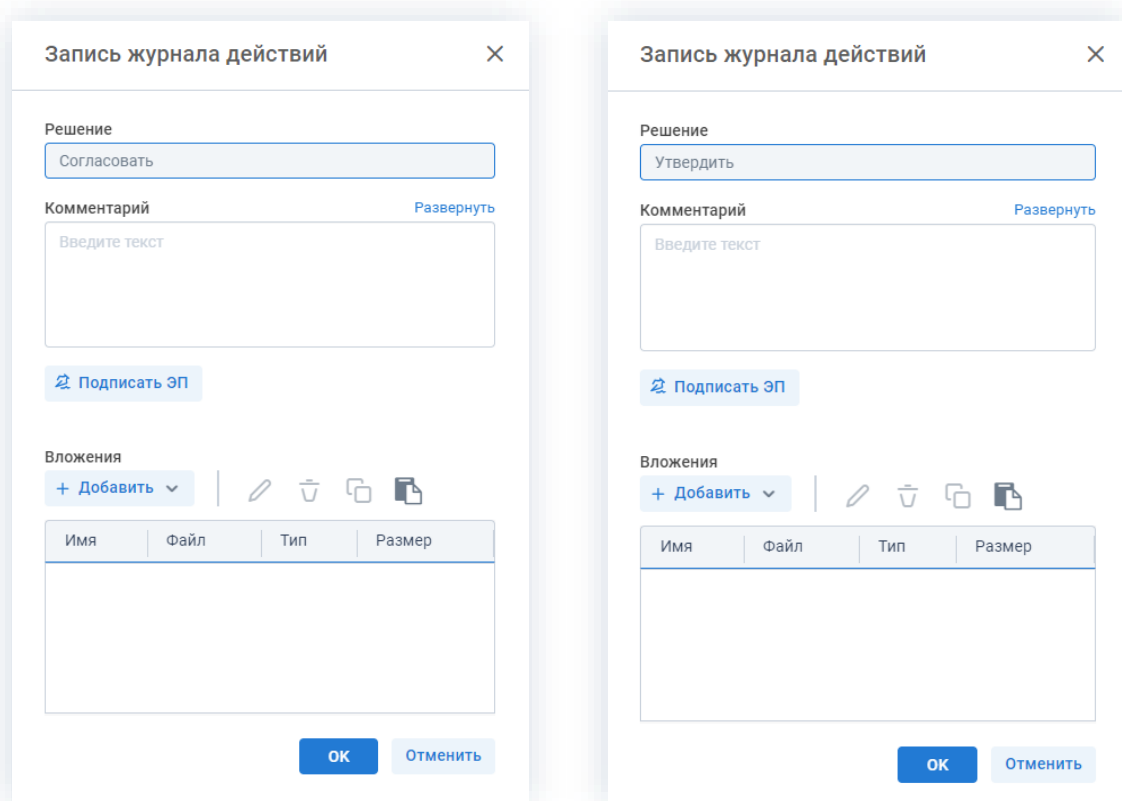 Запись журнала действий
Решение
Согласовать
Комментарий Развернуть
Введите текст
Подписать ЭП
Вложения
+ Добавить
Имя Файл Тип Размер
ОК Отменить
Запись журнала действий
Решение
Утвердить
Комментарий Развернуть
Введите текст
Подписать ЭП
Вложения
+ Добавить
Имя Файл Тип Размер
ОК Отменить